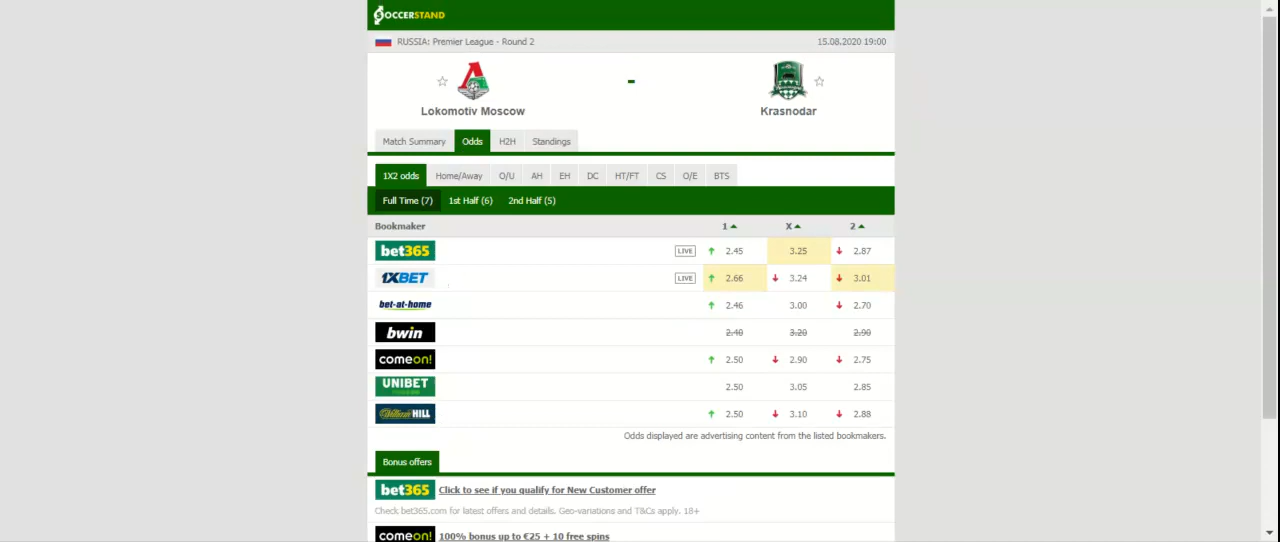 SOCCERSTAND
RUSSIA: Premier League - Round 2 15.08.2020 19:00
-
Lokomotiv Moscow Krasnodar
Match Summary Odds H2H Standings
1X2 odds Home/Away O/U AH EH DC HT/FT CS O/E BTS
Full Time (7) 1st Half (6) 2nd Half (5)
Bookmaker 1 X 2
bet365 LIVE 2.45 3.25 2.87
1XBET LIVE 2.66 3.24 3.01
bet-at-home 2.46 3.00 2.70
bwin 2.40 3.20 2.90
comeon! 2.50 2.90 2.75
UNIBET 2.50 3.05 2.85
William HILL 2.50 3.10 2.88
Odds displayed are advertising content from the listed bookmakers.
Bonus offers
bet365 Click to see if you qualify for New Customer offer
Check bet365.com for latest offers and details. Geo-variations and T&Cs apply. 18+
comeon! 100% bonus up to €25 + 10 free spins